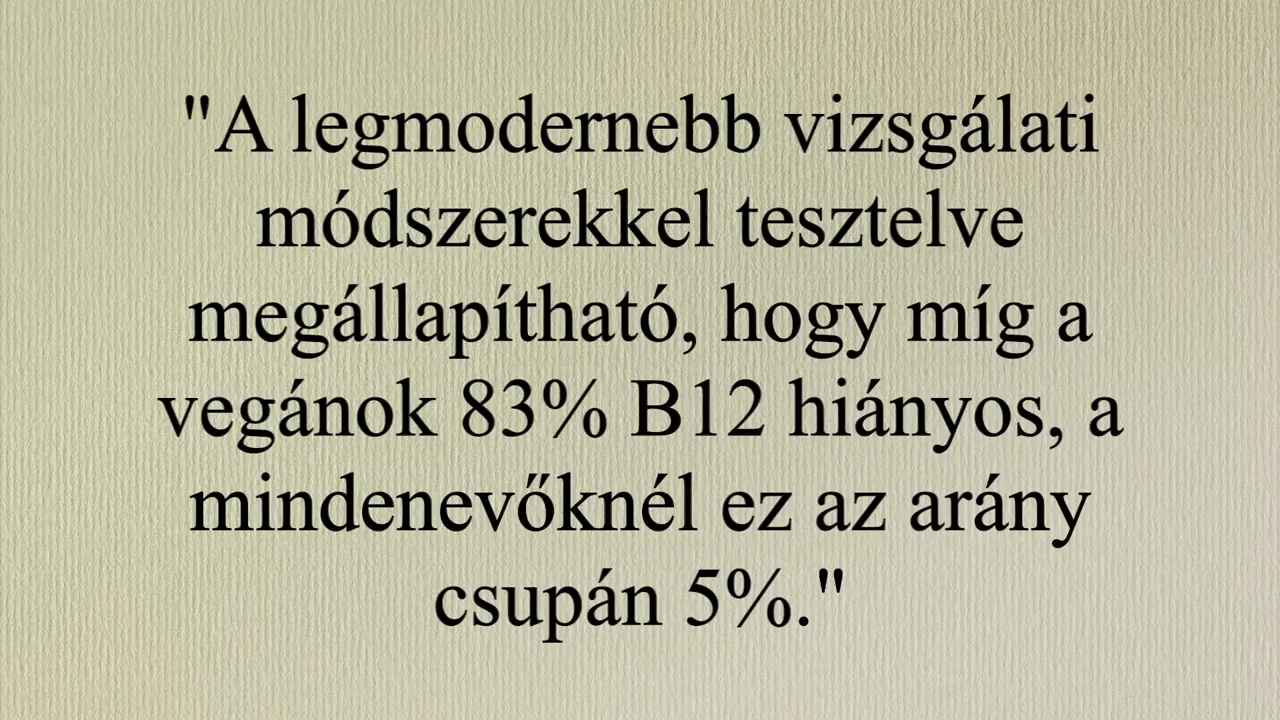 "A legmodernebb vizsgálati
módszerekkel tesztelve
megállapítható, hogy míg a
vegánok 83% B12 hiányos, a
mindenevőknél ez az arány
csupán 5%."